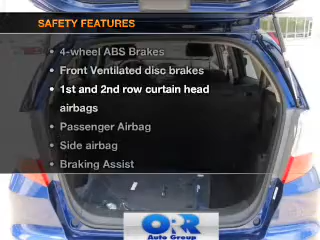 SAFETY FEATURES
• 4-wheel ABS Brakes
• Front Ventilated disc brakes
• 1st and 2nd row curtain head
airbags
• Passenger Airbag
• Side airbag
• Braking Assist
ORR
Auto Group